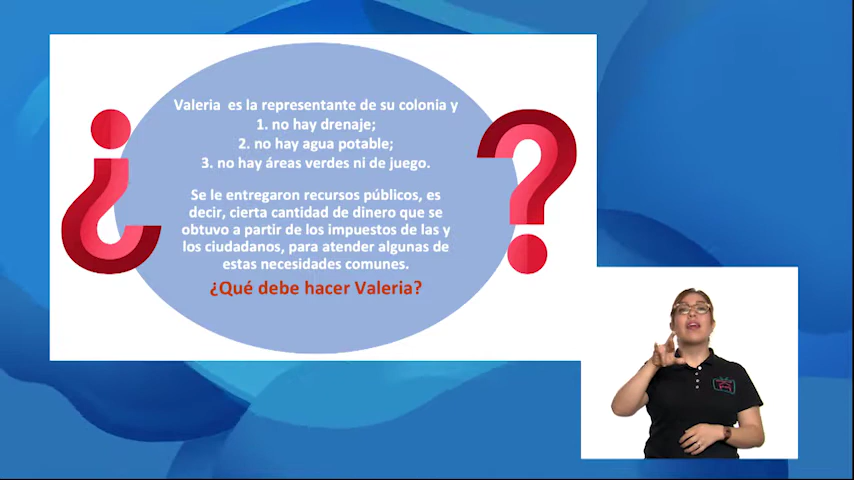 Valeria es la representante de su colonia y
1. no hay drenaje;
2. no hay agua potable;
3. no hay áreas verdes ni de juego.
Se le entregaron recursos públicos, es
decir, cierta cantidad de dinero que se
obtuvo a partir de los impuestos de las y
los ciudadanos, para atender algunas de
estas necesidades comunes.
¿Qué debe hacer Valeria?